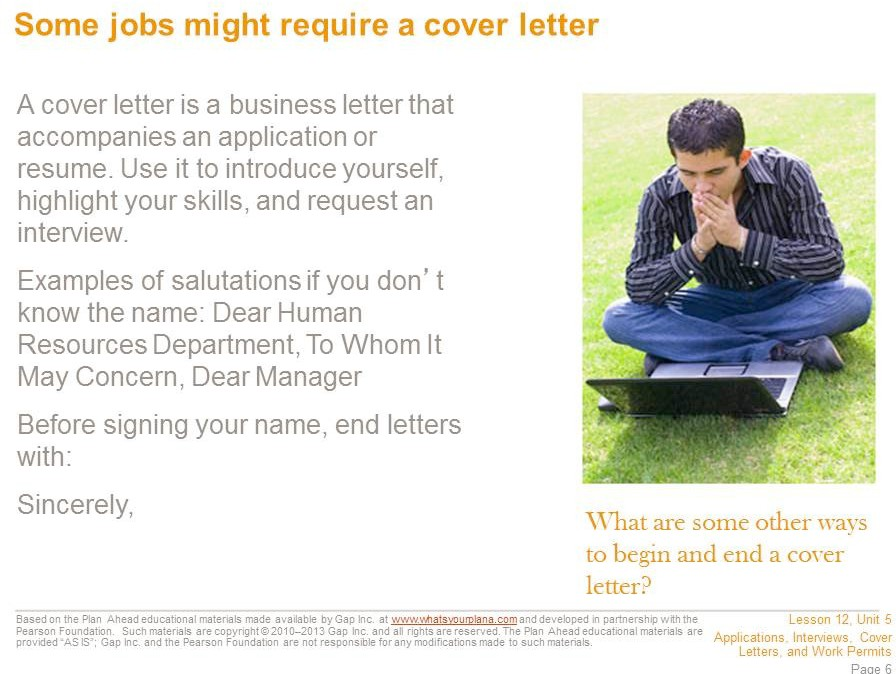 Some jobs might require a cover letter
A cover letter is a business letter that
accompanies an application or
resume. Use it to introduce yourself,
highlight your skills, and request an
interview.
Examples of salutations if you don’ t
know the name: Dear Human
Resources Department, To Whom It
May Concern, Dear Manager
Before signing your name, end letters
with:
Sincerely,
What are some other ways
to begin and end a cover
letter?
Based on the Plan Ahead educational materials made available by Gap Inc. at www.whatsyourplana.com and developed in partnership with the
Pearson Foundation. Such materials are copyright © 2010–2013 Gap Inc. and all rights are reserved. The Plan Ahead educational materials are
provided “AS IS”; Gap Inc. and the Pearson Foundation are not responsible for any modifications made to such materials.
Lesson 12, Unit 5
Applications, Interviews, Cover
Letters, and Work Permits
Page 6